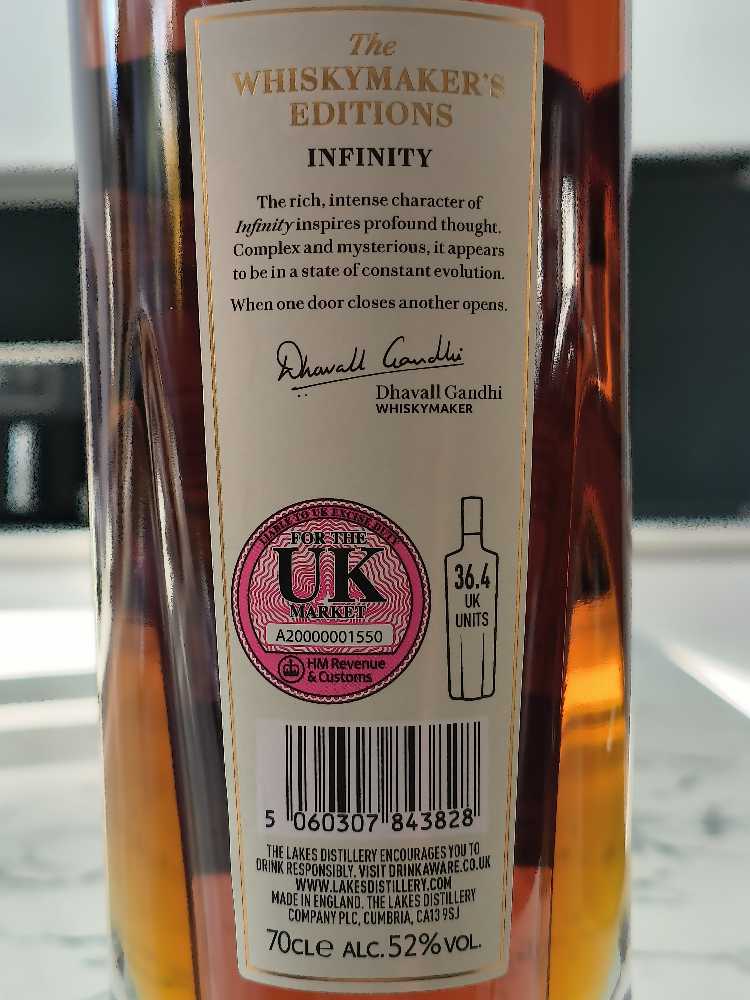 The
WHISKYMAKER'S
EDITIONS
INFINITY
The rich, intense character of
Infinity inspires profound thought.
Complex and mysterious, it appears
to be in a state of constant evolution.
When one door closes another opens.
Dhavall Gandhi
Dhavall Gandhi
WHISKYMAKER
LIABLE TO UK EXCISE DUTY
FOR THE
UK
MARKET
A20000001550
HM Revenue
& Customs
36.4
UK
UNITS
5 060307 843828
THE LAKES DISTILLERY ENCOURAGES YOU TO
DRINK RESPONSIBLY. VISIT DRINKAWARE.CO.UK
WWW.LAKESDISTILLERY.COM
MADE IN ENGLAND. THE LAKES DISTILLERY
COMPANY PLC, CUMBRIA, CA13 9SJ
70CLe ALC. 52% VOL.